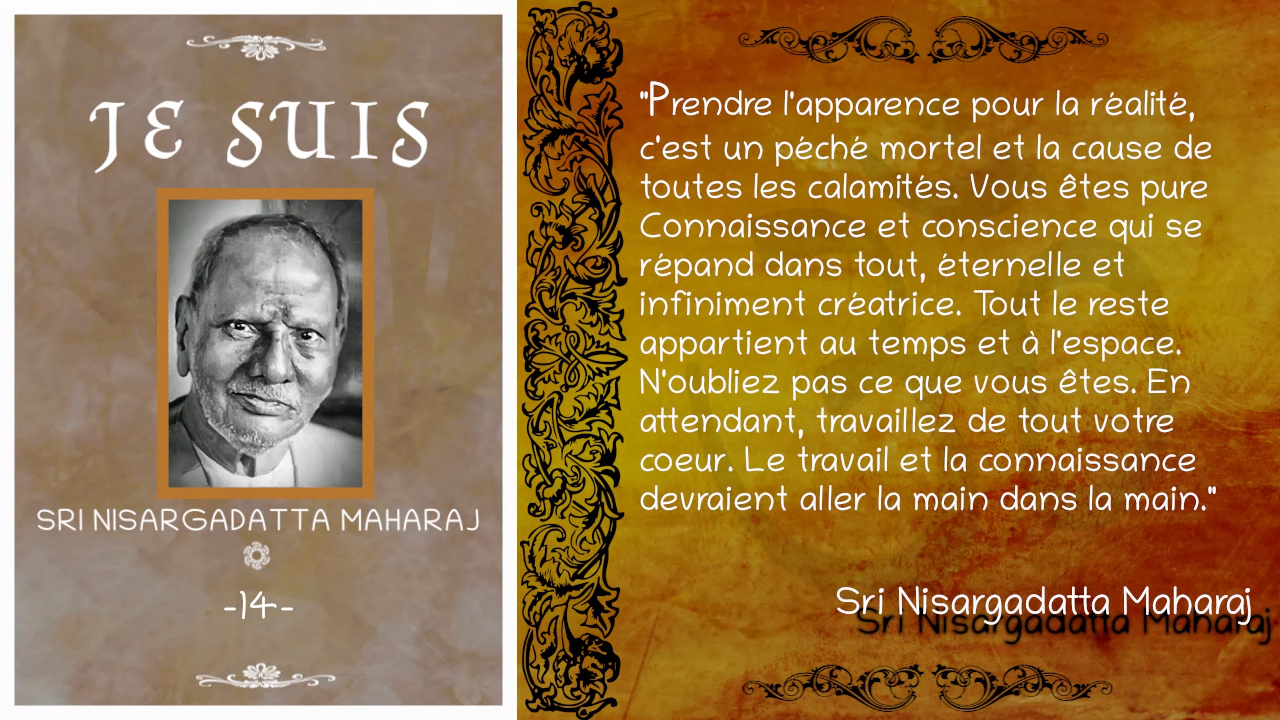 JE SUIS
SRI NISARGADATTA MAHARAJ
-14-
"Prendre l'apparence pour la réalité,
c'est un péché mortel et la cause de
toutes les calamités. Vous êtes pure
Connaissance et conscience qui se
répand dans tout, éternelle et
infiniment créatrice. Tout le reste
appartient au temps et à l'espace.
N'oubliez pas ce que vous êtes. En
attendant, travaillez de tout votre
coeur. Le travail et la connaissance
devraient aller la main dans la main."
Sri Nisargadatta Maharaj